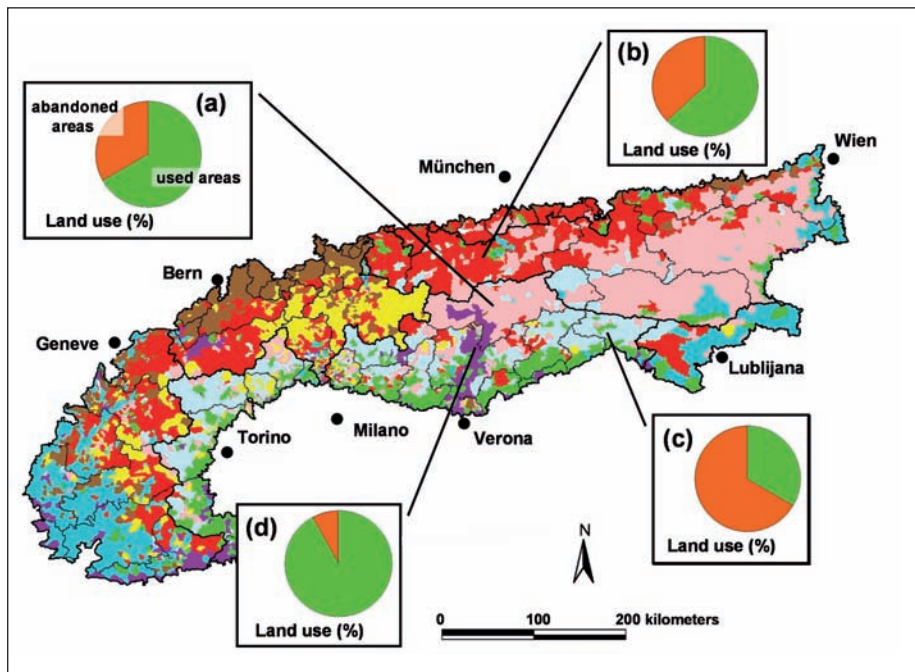 (a)
abandoned
areas
used areas
Land use (%)
(b)
Land use (%)
München
Wien
Bern
Geneve
Torino
Milano
Verona
Lublijana
(c)
Land use (%)
(d)
Land use (%)
N
0 100 200 kilometers